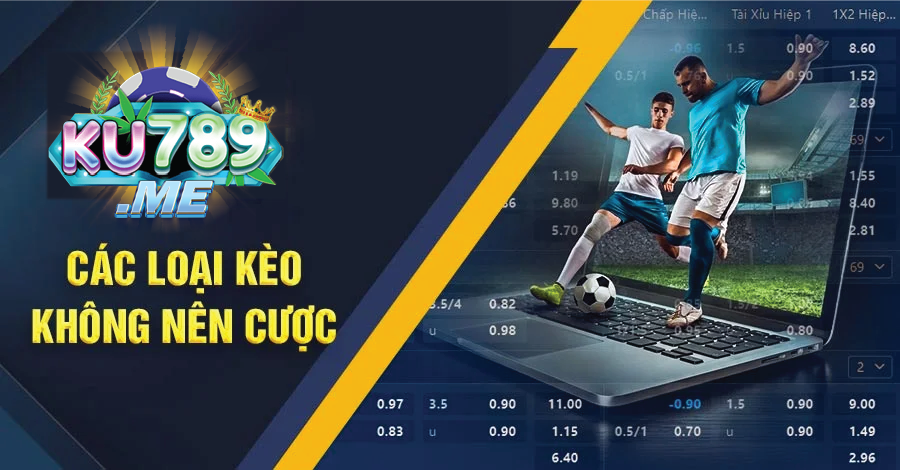 KU789
.ME
CÁC LOẠI KÈO
KHÔNG NÊN CƯỢC
Chấp Hiệ... Tài Xỉu Hiệp 1 1X2 Hiệp...
-0.96 1.5 0.90 8.60
0.5/1 0.90 1.52
2.89
69
1.19 1.55
9.80 8.40
5.70 2.81
69
3.5/4 0.82
u 0.98 0.80
2
0.97 3.5 0.90 11.00 -0.90 1.5 0.90 9.00
0.83 u 0.90 1.15 0.5/1 0.70 u 0.90 1.49
6.40 2.96